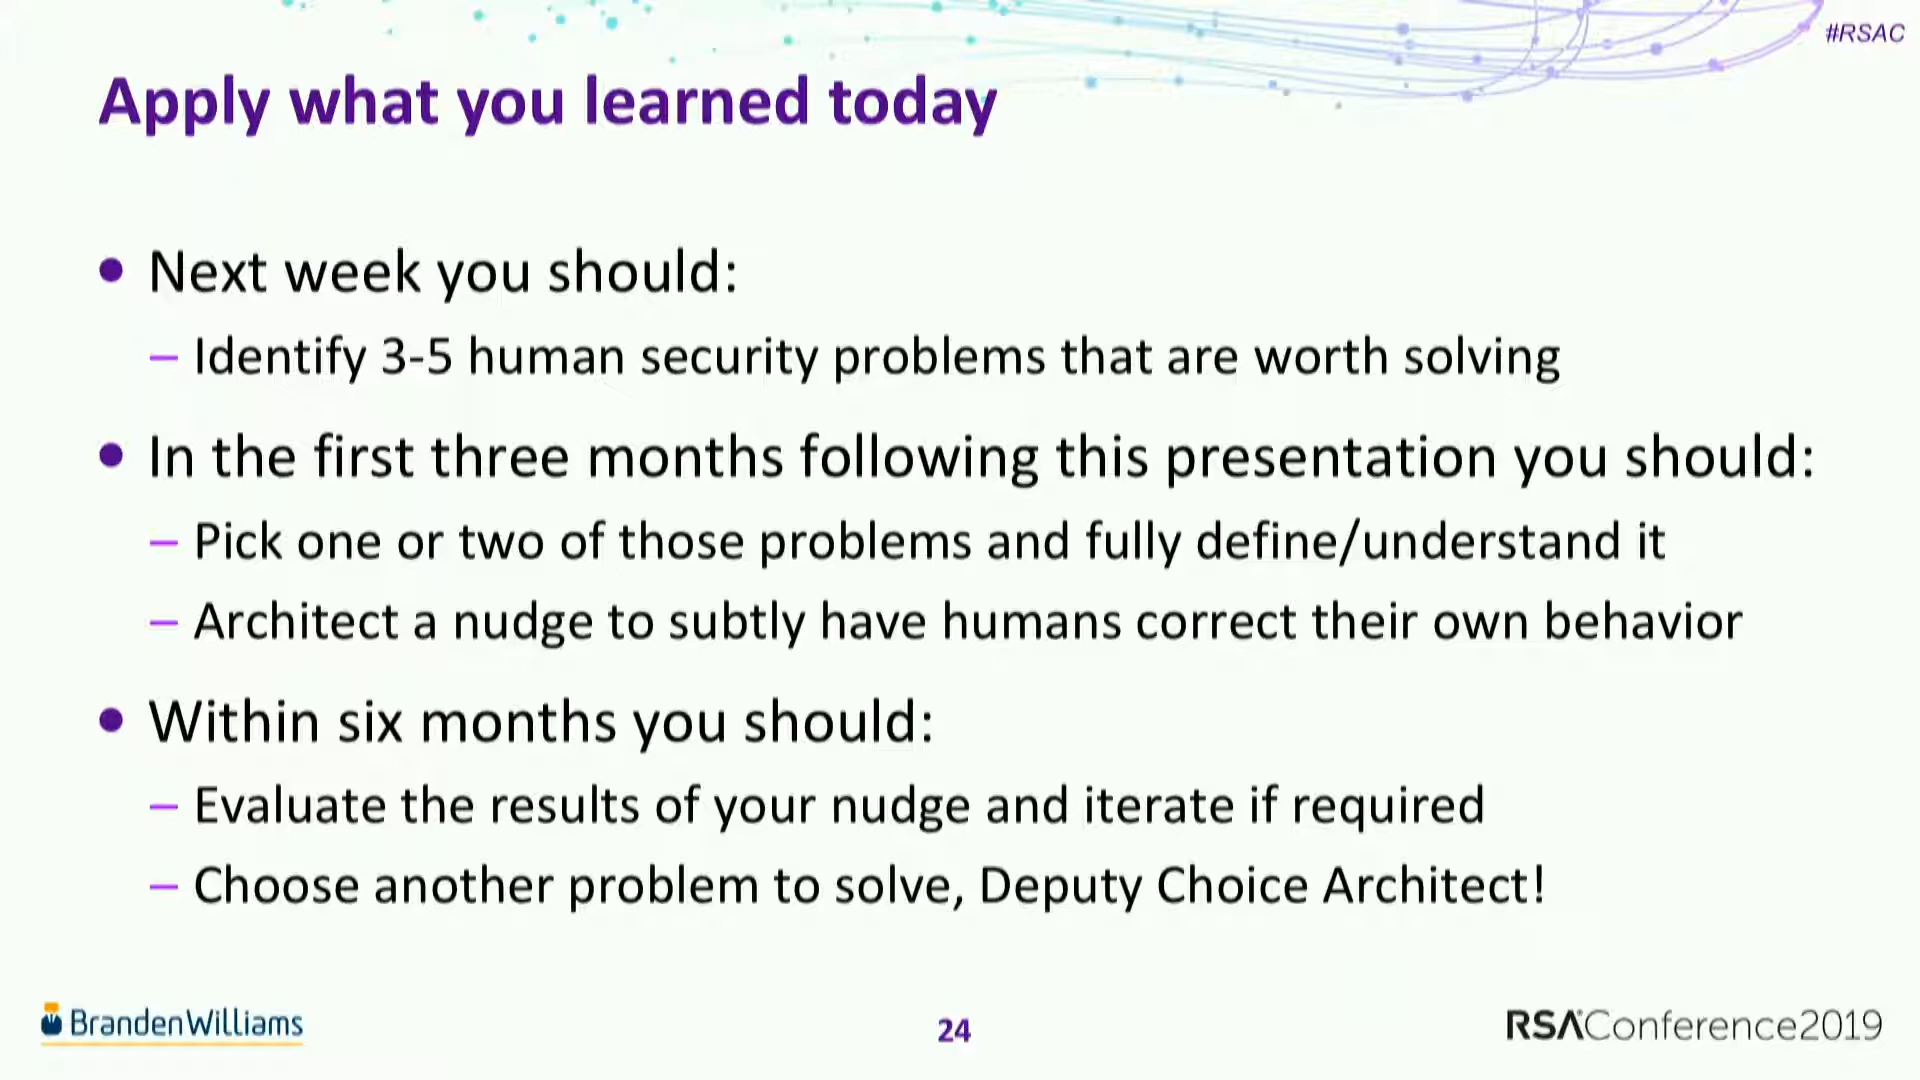 #RSAC
Apply what you learned today
• Next week you should:
– Identify 3-5 human security problems that are worth solving
• In the first three months following this presentation you should:
– Pick one or two of those problems and fully define/understand it
– Architect a nudge to subtly have humans correct their own behavior
• Within six months you should:
– Evaluate the results of your nudge and iterate if required
– Choose another problem to solve, Deputy Choice Architect!
BrandenWilliams
24
RSAConference2019